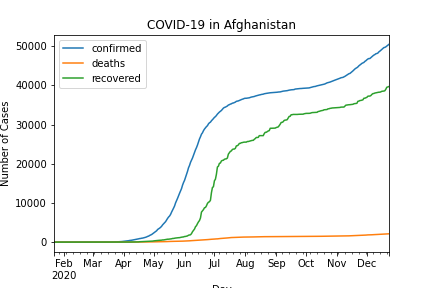 COVID-19 in Afghanistan
confirmed
deaths
recovered
Number of Cases
50000
40000
30000
20000
10000
0
Feb Mar Apr May Jun Jul Aug Sep Oct Nov Dec
2020